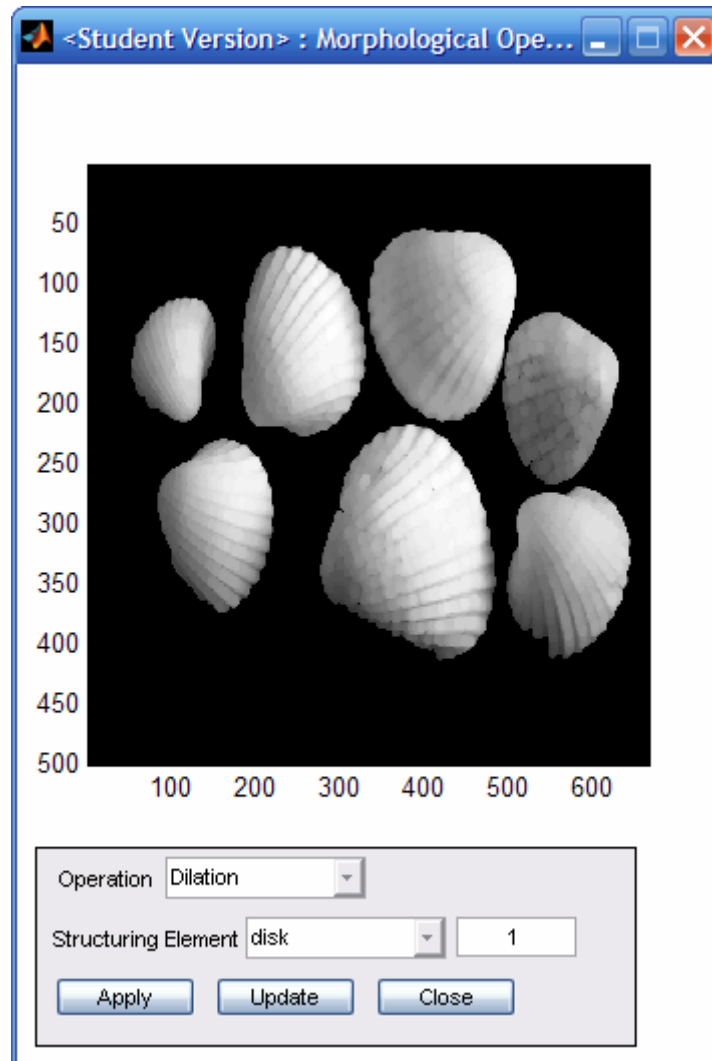 <Student Version> : Morphological Ope...
50
100
150
200
250
300
350
400
450
500
100 200 300 400 500 600
Operation Dilation
Structuring Element disk 1
Apply Update Close